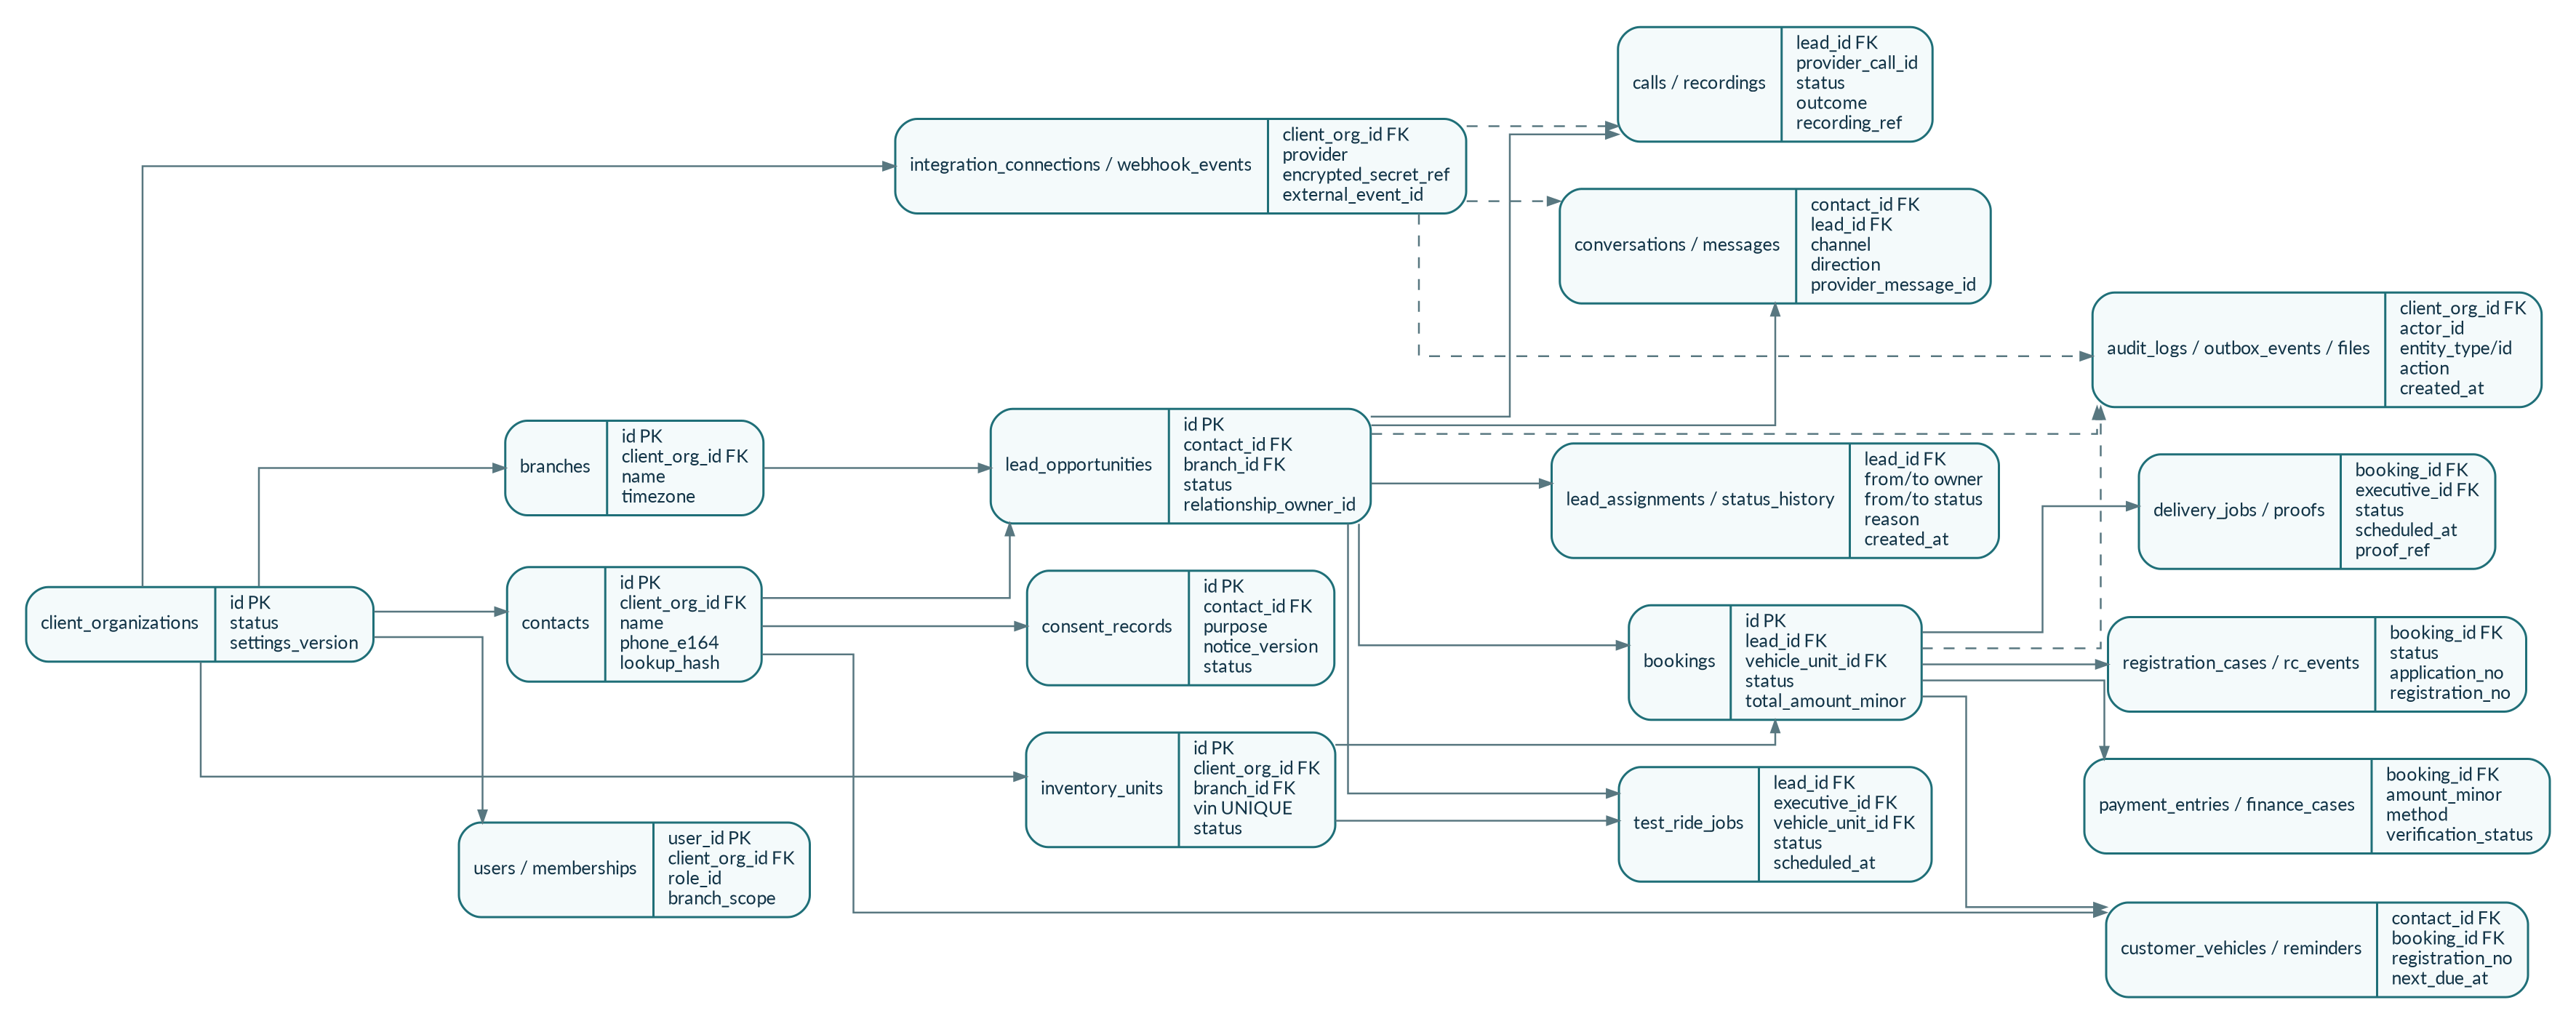 calls / recordings
lead_id FK
provider_call_id
status
outcome
recording_ref
integration_connections / webhook_events
client_org_id FK
provider
encrypted_secret_ref
external_event_id
conversations / messages
contact_id FK
lead_id FK
channel
direction
provider_message_id
audit_logs / outbox_events / files
client_org_id FK
actor_id
entity_type/id
action
created_at
branches
id PK
client_org_id FK
name
timezone
lead_opportunities
id PK
contact_id FK
branch_id FK
status
relationship_owner_id
lead_assignments / status_history
lead_id FK
from/to owner
from/to status
reason
created_at
delivery_jobs / proofs
booking_id FK
executive_id FK
status
scheduled_at
proof_ref
client_organizations
id PK
status
settings_version
contacts
id PK
client_org_id FK
name
phone_e164
lookup_hash
consent_records
id PK
contact_id FK
purpose
notice_version
status
bookings
id PK
lead_id FK
vehicle_unit_id FK
status
total_amount_minor
registration_cases / rc_events
booking_id FK
status
application_no
registration_no
inventory_units
id PK
client_org_id FK
branch_id FK
vin UNIQUE
status
test_ride_jobs
lead_id FK
executive_id FK
vehicle_unit_id FK
status
scheduled_at
payment_entries / finance_cases
booking_id FK
amount_minor
method
verification_status
users / memberships
user_id PK
client_org_id FK
role_id
branch_scope
customer_vehicles / reminders
contact_id FK
booking_id FK
registration_no
next_due_at